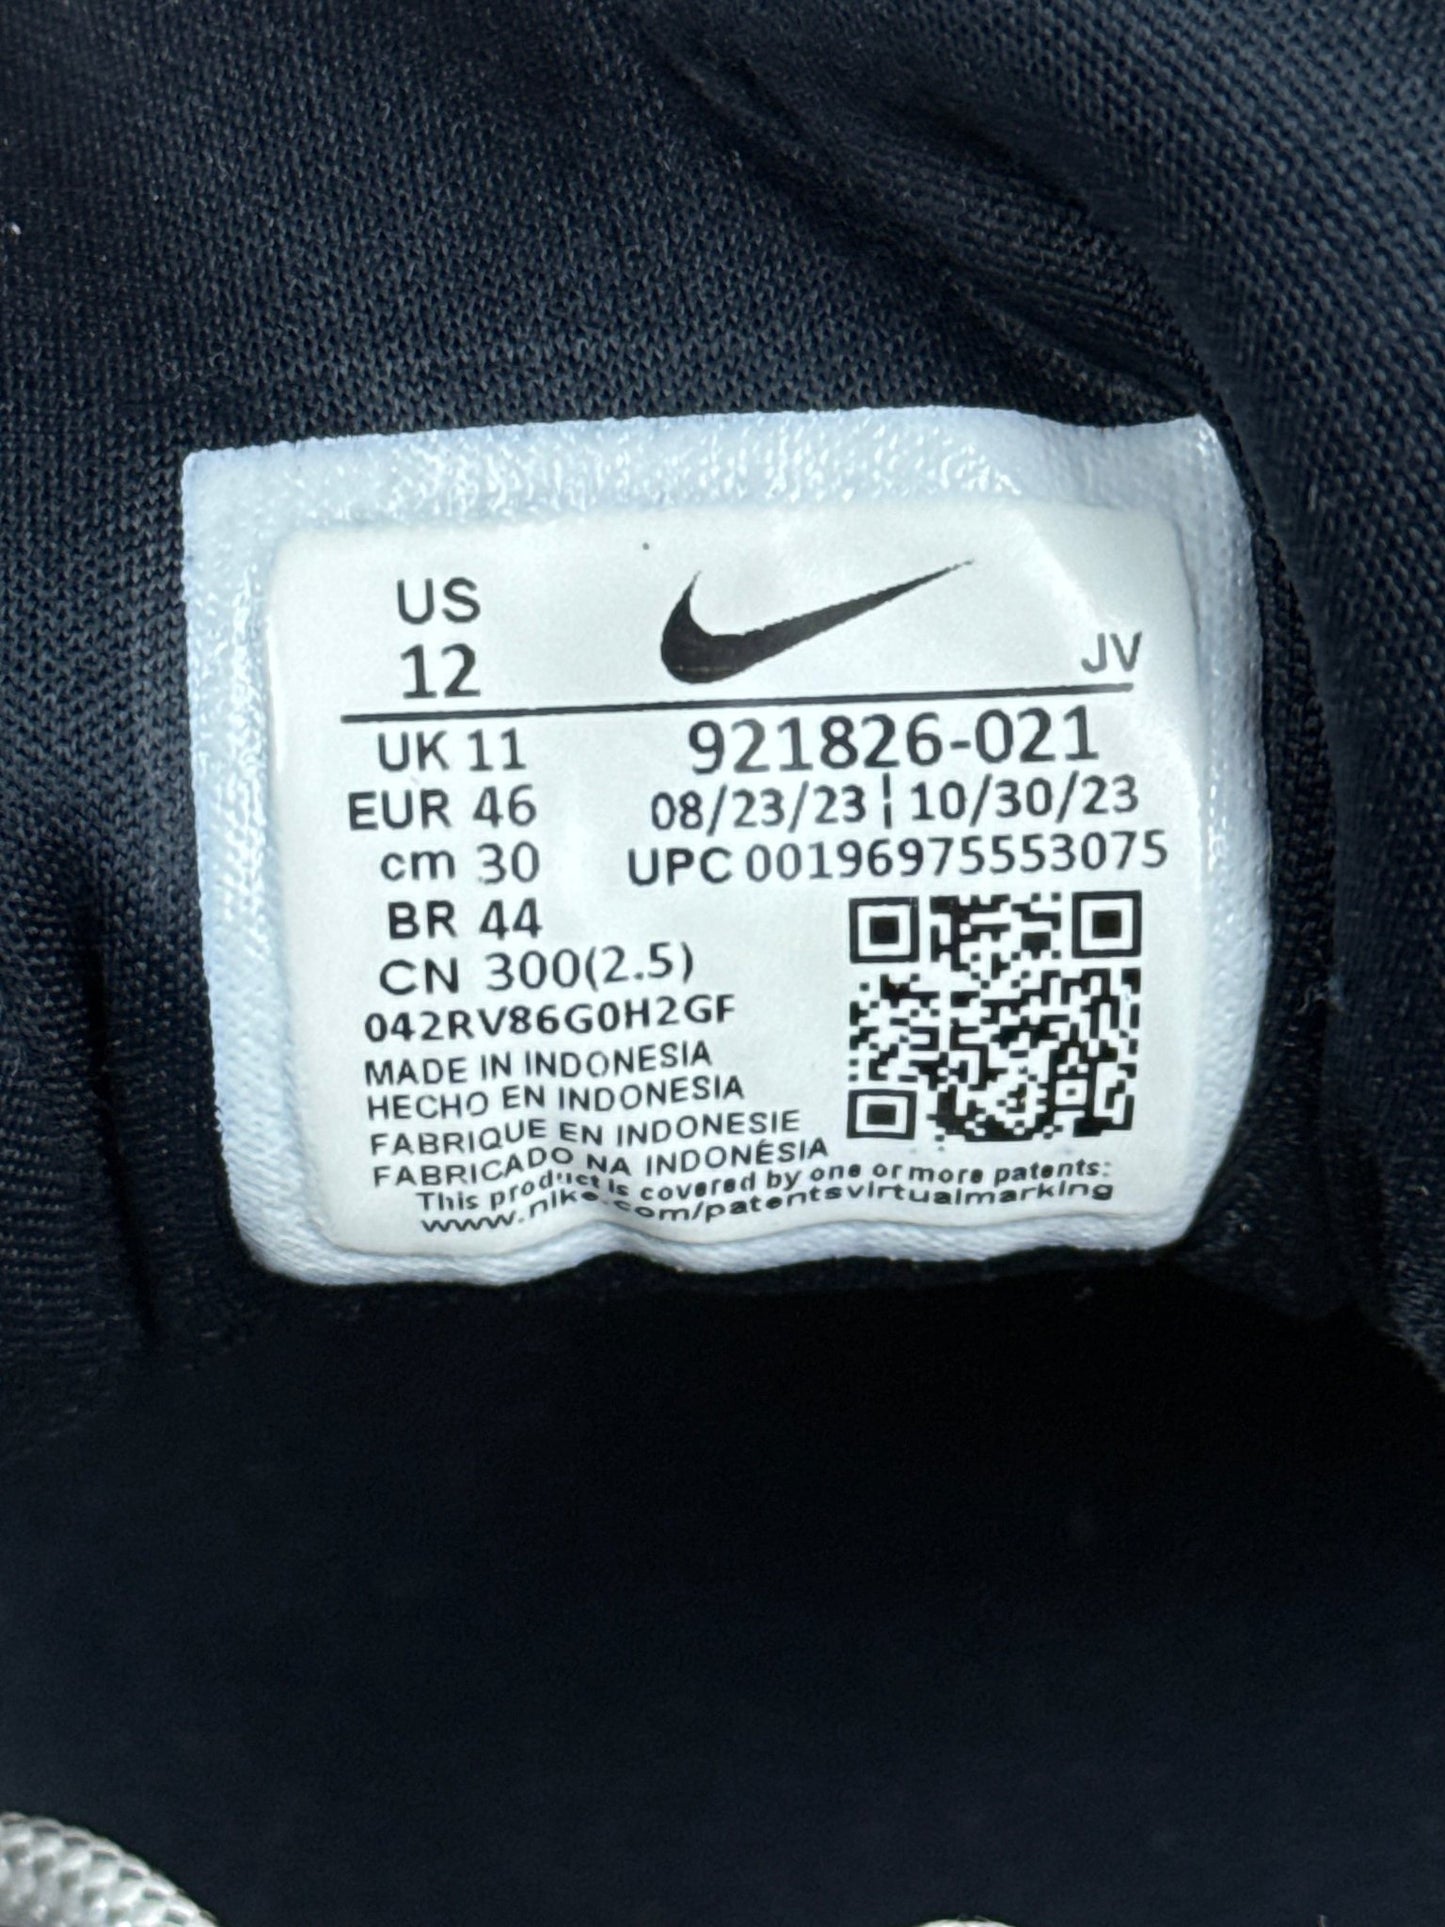 US
12
JV
UK 11
921826-021
EUR 46
08/23/23 ¦ 10/30/23
cm 30
UPC 00196975553075
BR 44
CN 300(2.5)
042RV86G0H2GF
MADE IN INDONESIA
HECHO EN INDONESIA
FABRIQUE EN INDONESIE
FABRICADO NA INDONÉSIA
This product is covered by one or more patents:
www.nike.com/patentsvirtualmarking